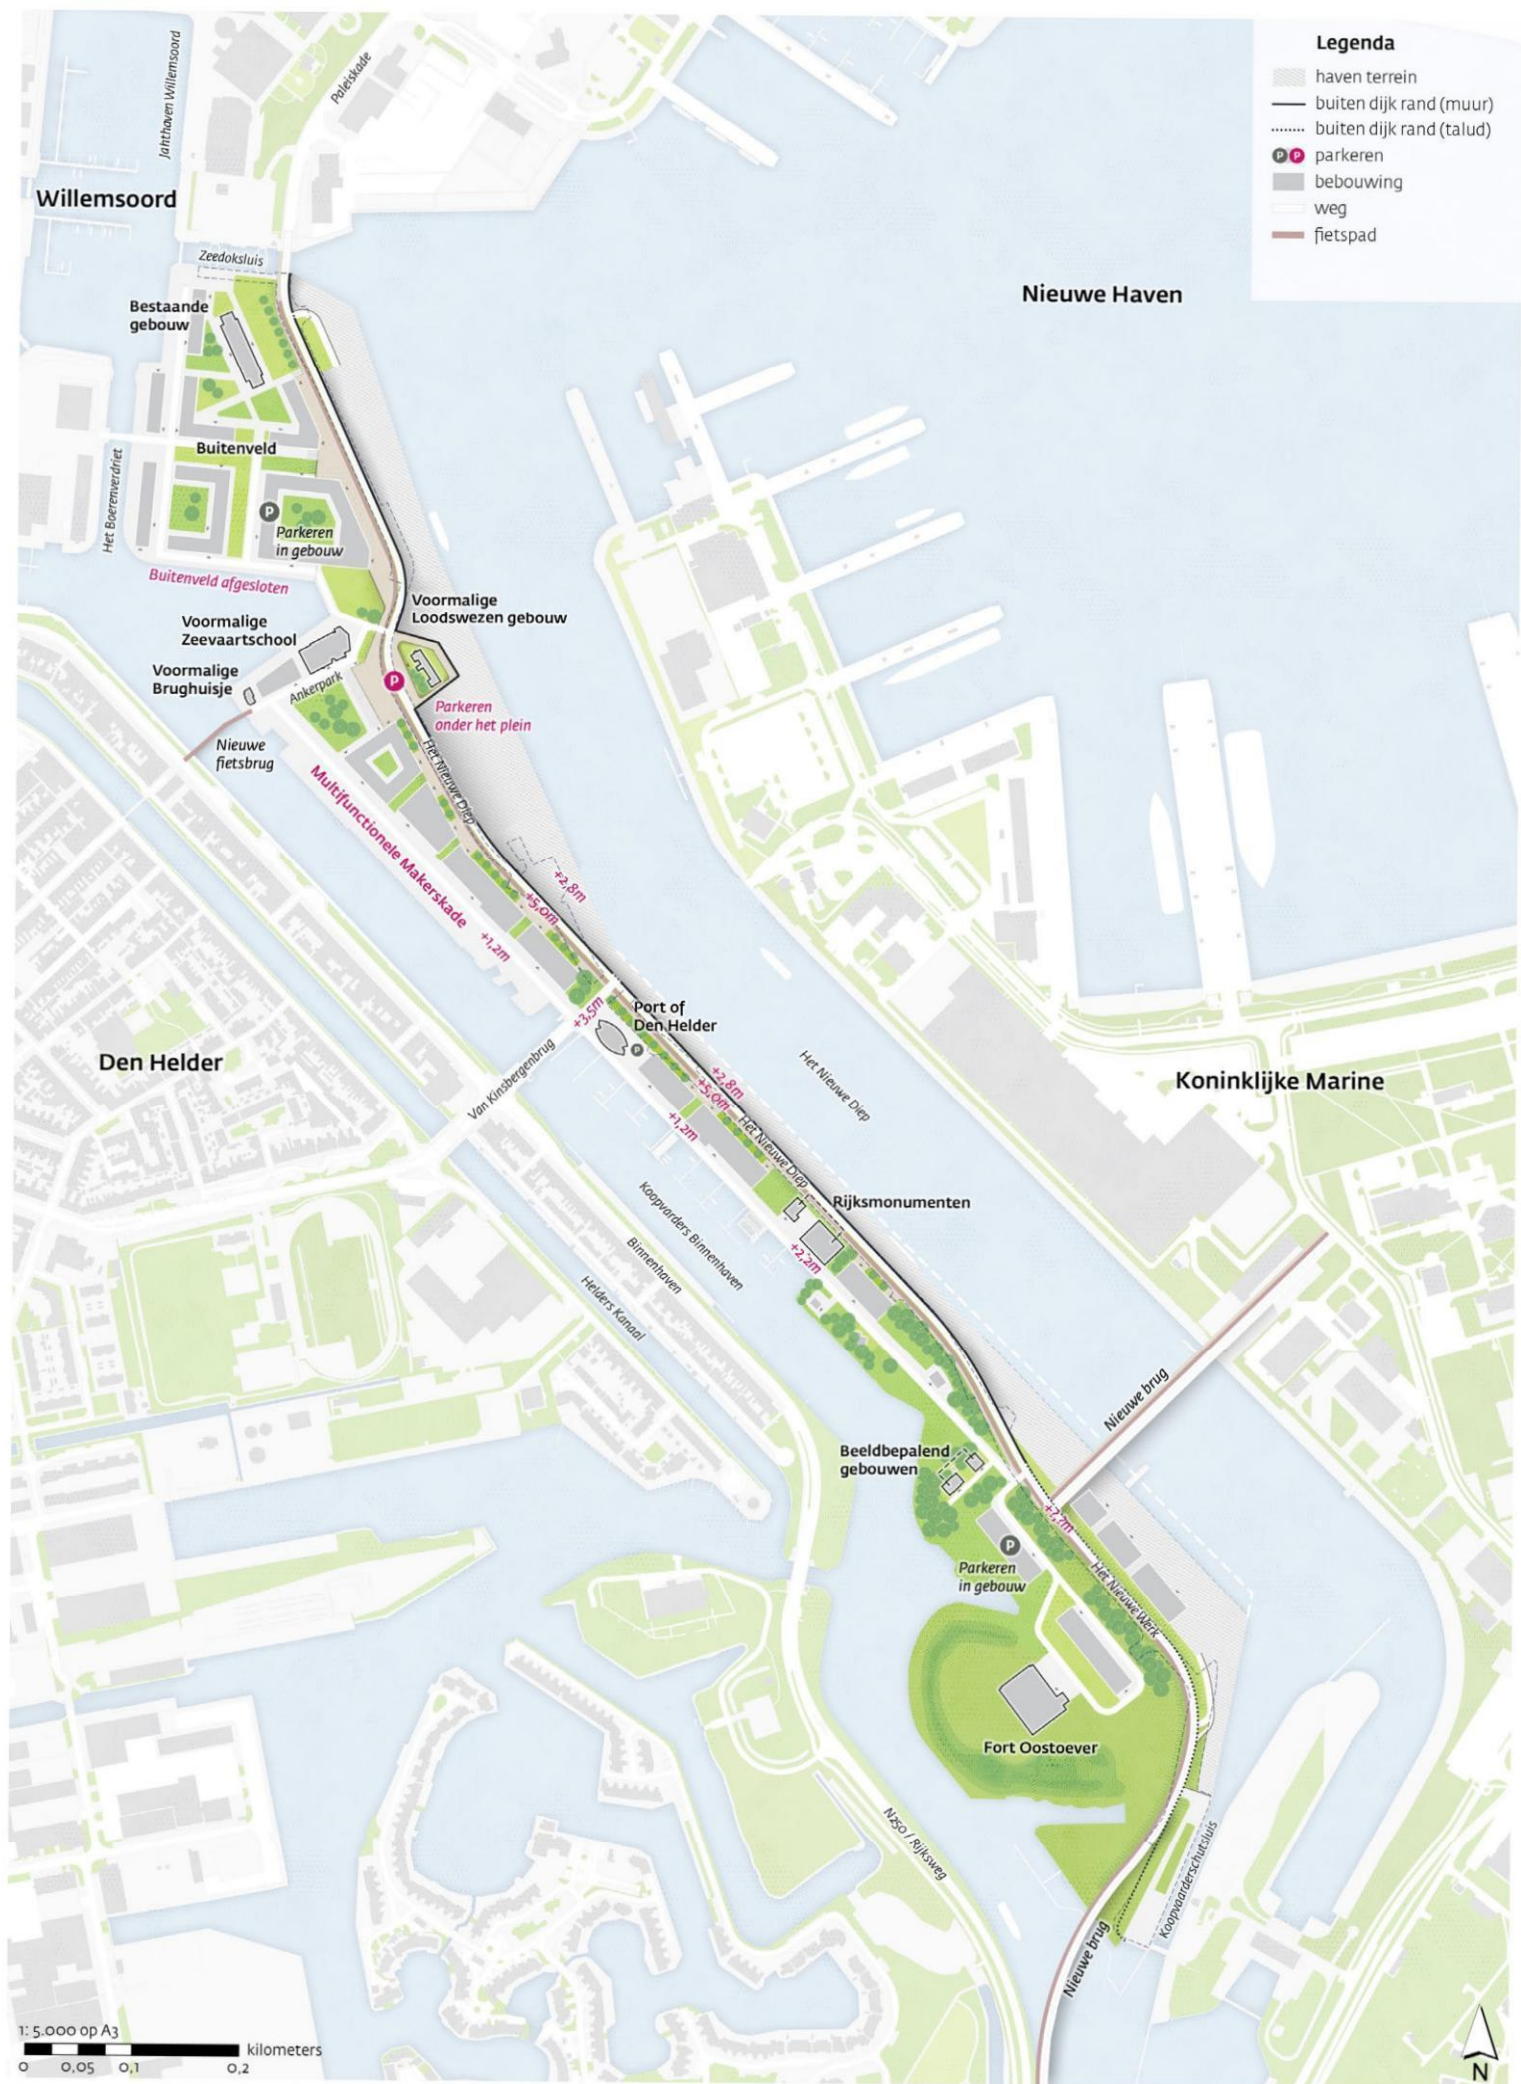 Legenda
haven terrein
buiten dijk rand (muur)
buiten dijk rand (talud)
P P parkeren
bebouwing
weg
fietspad
Jahthaven Willemsoord
Paleiskade
Willemsoord
Zeedoksluis
Nieuwe Haven
Bestaande
gebouw
Buitenveld
Het Boerenverdriet
P
Parkeren
in gebouw
Buitenveld afgesloten
Voormalige
Loodswezen gebouw
Voormalige
Zeevaartschool
Voormalige
Brughuisje
Ankerpark
P
Parkeren
onder het plein
Nieuwe
fietsbrug
Het Nieuwe Diep
Multifunctionele Makerskade
+2,8m
+5,0m
+1,2m
+3,5m
Port of
Den Helder
P
Den Helder
Van Kinsbergenbrug
Het Nieuwe Diep
Koninklijke Marine
+2,8m
+5,0m
+1,2m
Het Nieuwe Diep
Rijksmonumenten
+2,2m
Koopvarders Binnenhaven
Binnenhaven
Helders Kanaal
Nieuwe brug
Beeldbepalend
gebouwen
+7,7m
P
Parkeren
in gebouw
Het Nieuwe Werk
Fort Oostoever
N250 / Rijksweg
Koopvaarderschutsluis
Nieuwe brug
1: 5.000 op A3
kilometers
0 0,05 0,1 0,2
N